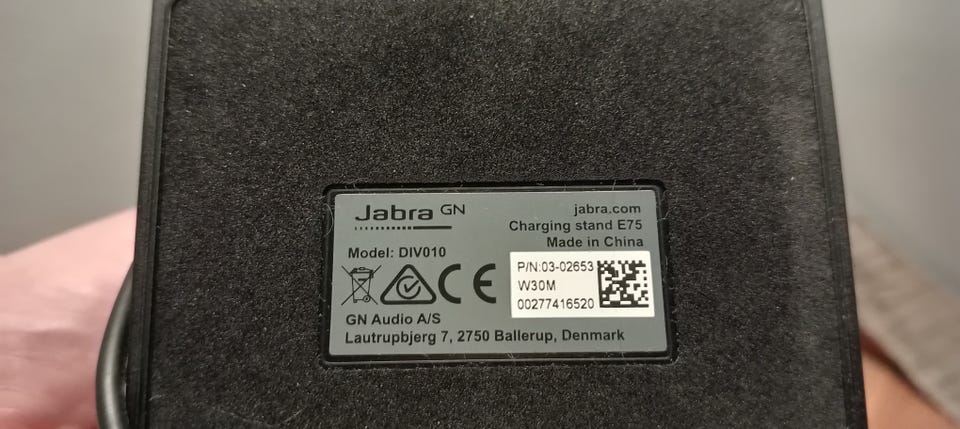 Jabra GN
jabra.com
Charging stand E75
Made in China
Model: DIV010
CE
P/N:03-02653
W30M
00277416520
GN Audio A/S
Lautrupbjerg 7, 2750 Ballerup, Denmark